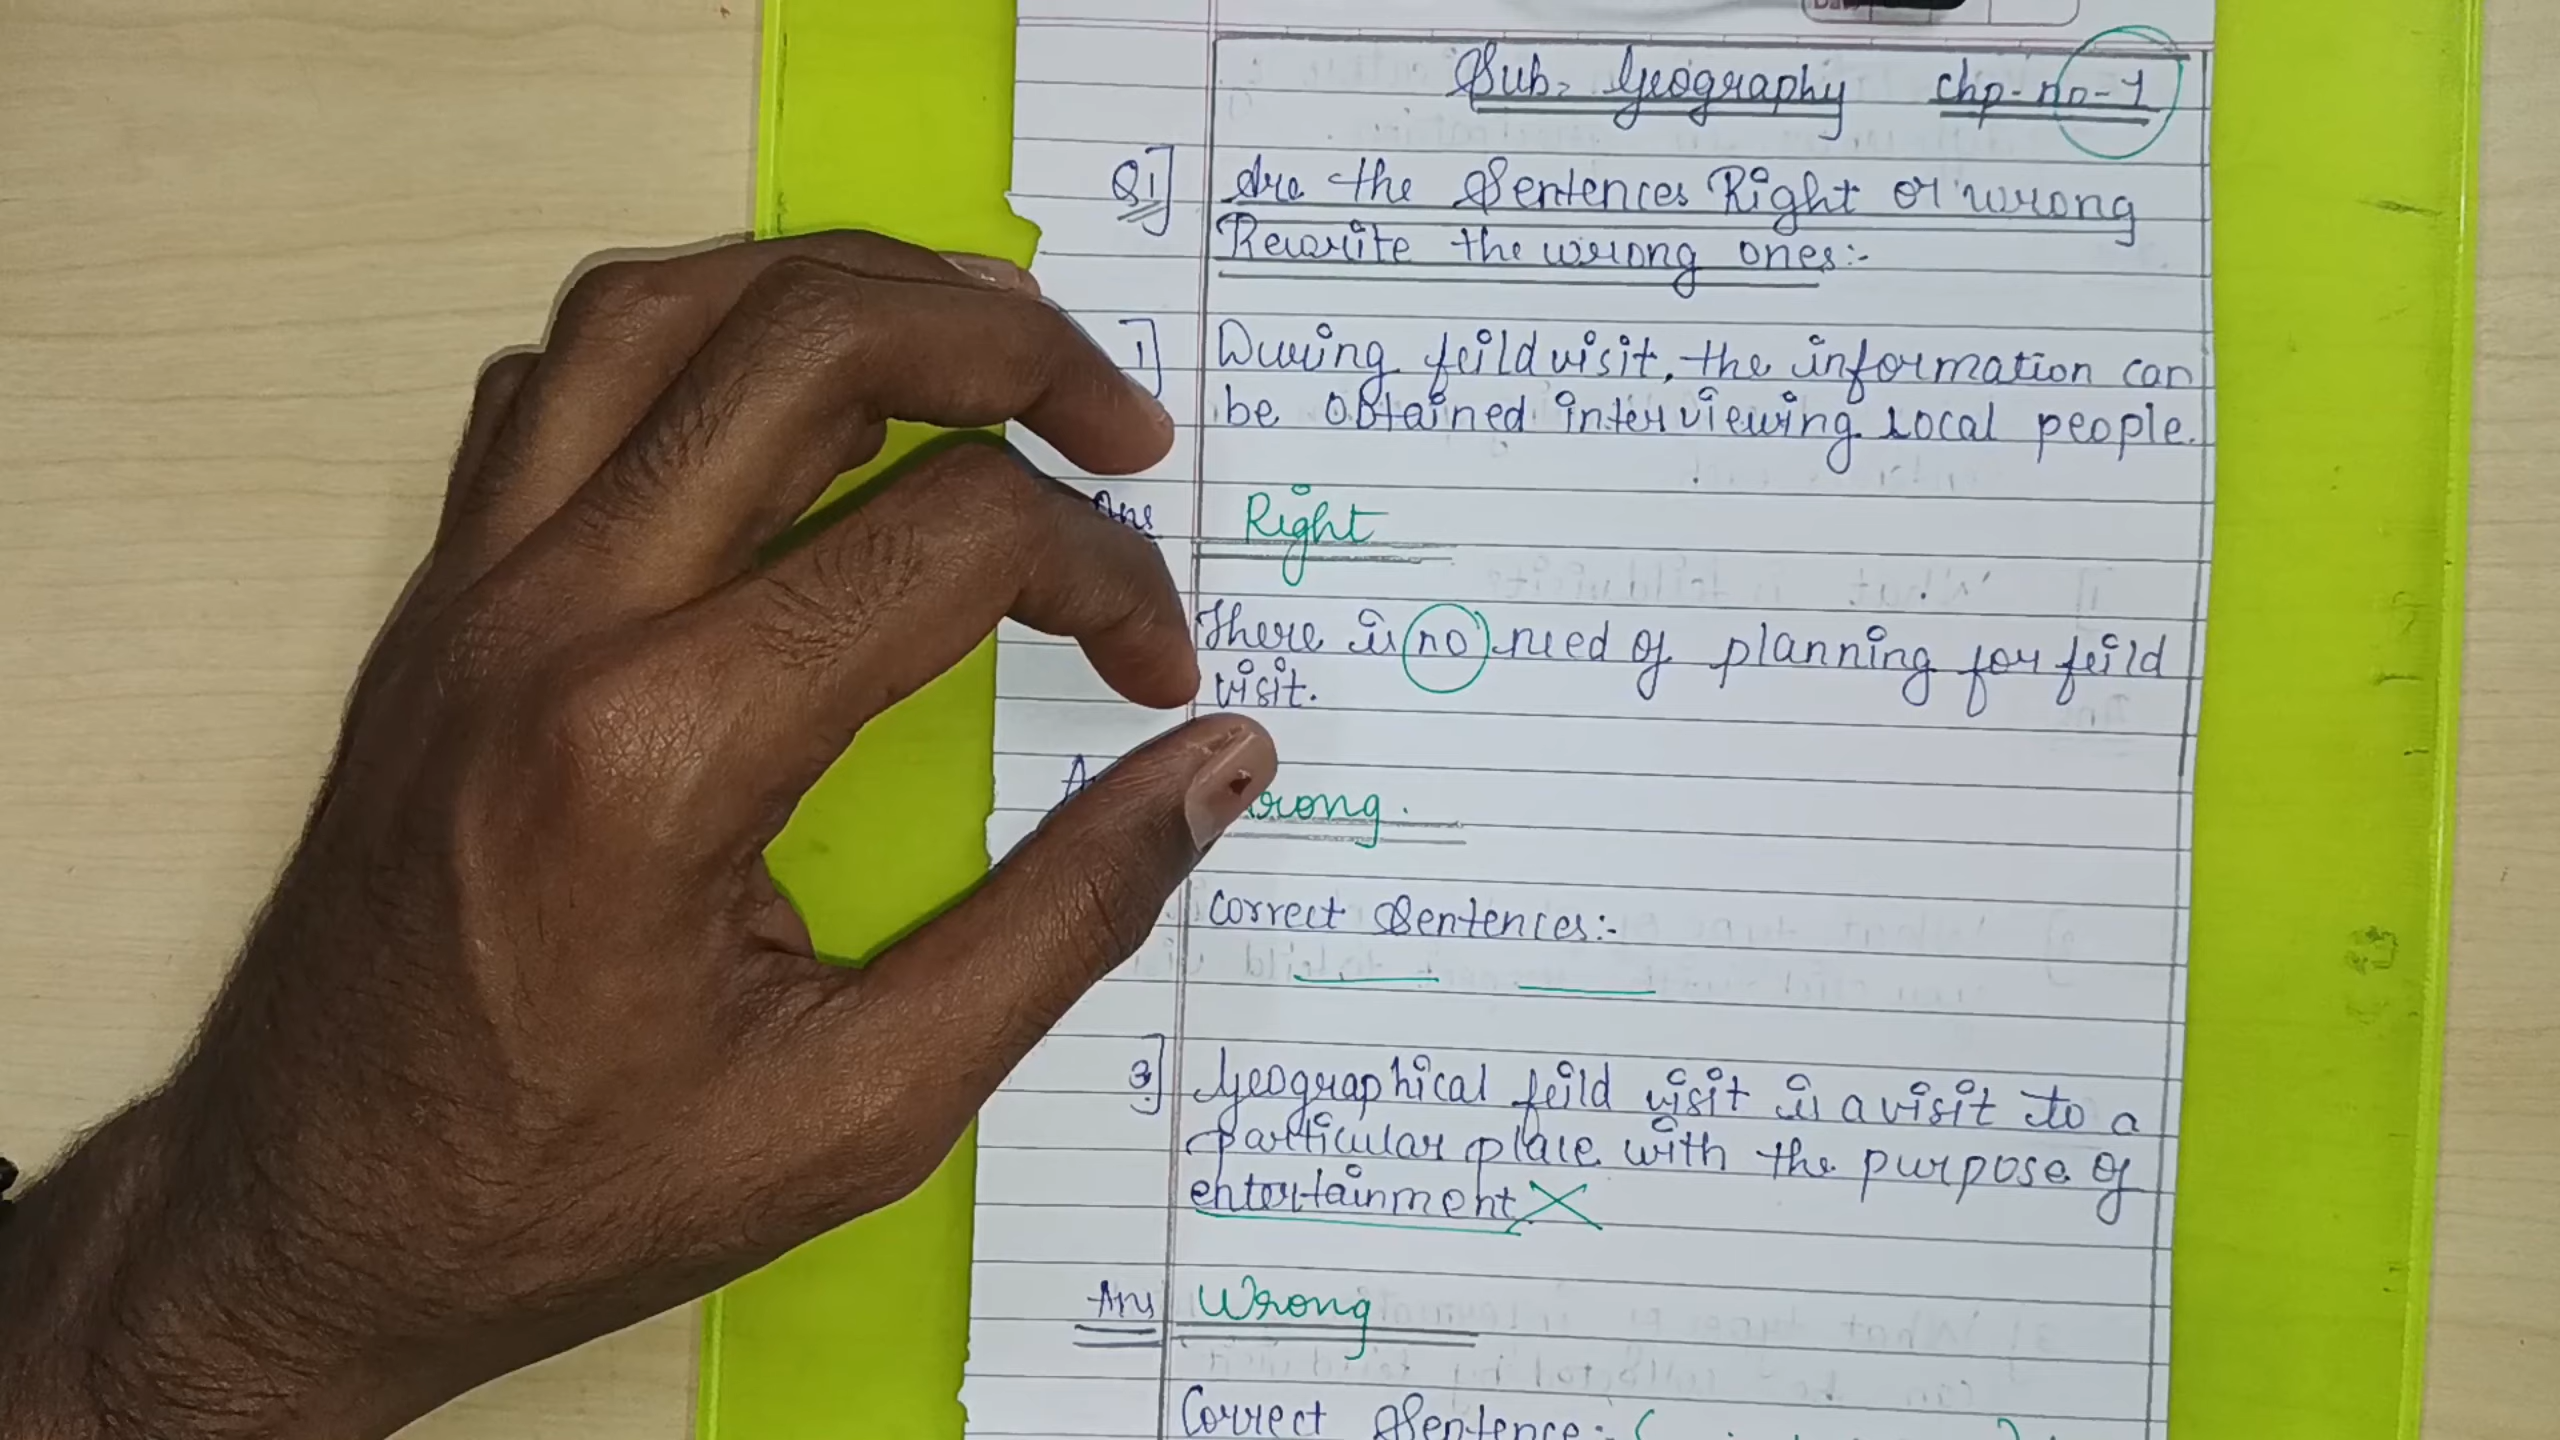 Sub- Geography chp-no-1
Q1] Are the Sentences Right or wrong
Rewrite the wrong ones:-
1] During feild visit, the information can
be obtained interviewing local people.
Ans Right
There is no need of planning for feild
visit.
Correct Sentences:-
3] Geographical feild visit is a visit to a
particular place with the purpose of
entertainment
Ans Wrong
Correct Sentence:-